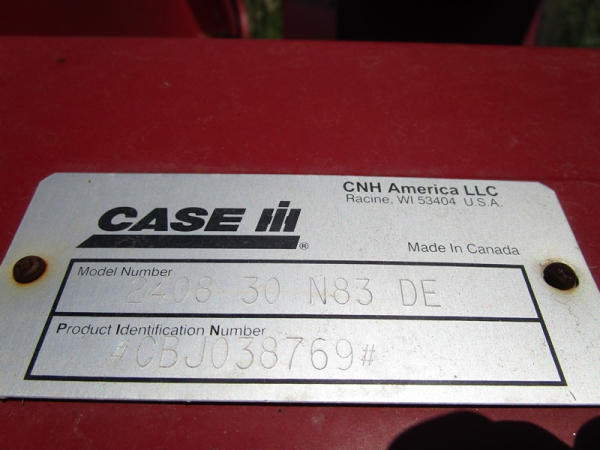 CNH America LLC
Racine, WI 53404 U.S.A.
CASE IH®
Made In Canada
Model Number
2408 30 N83 DE
Product Identification Number
#CBJ038769#